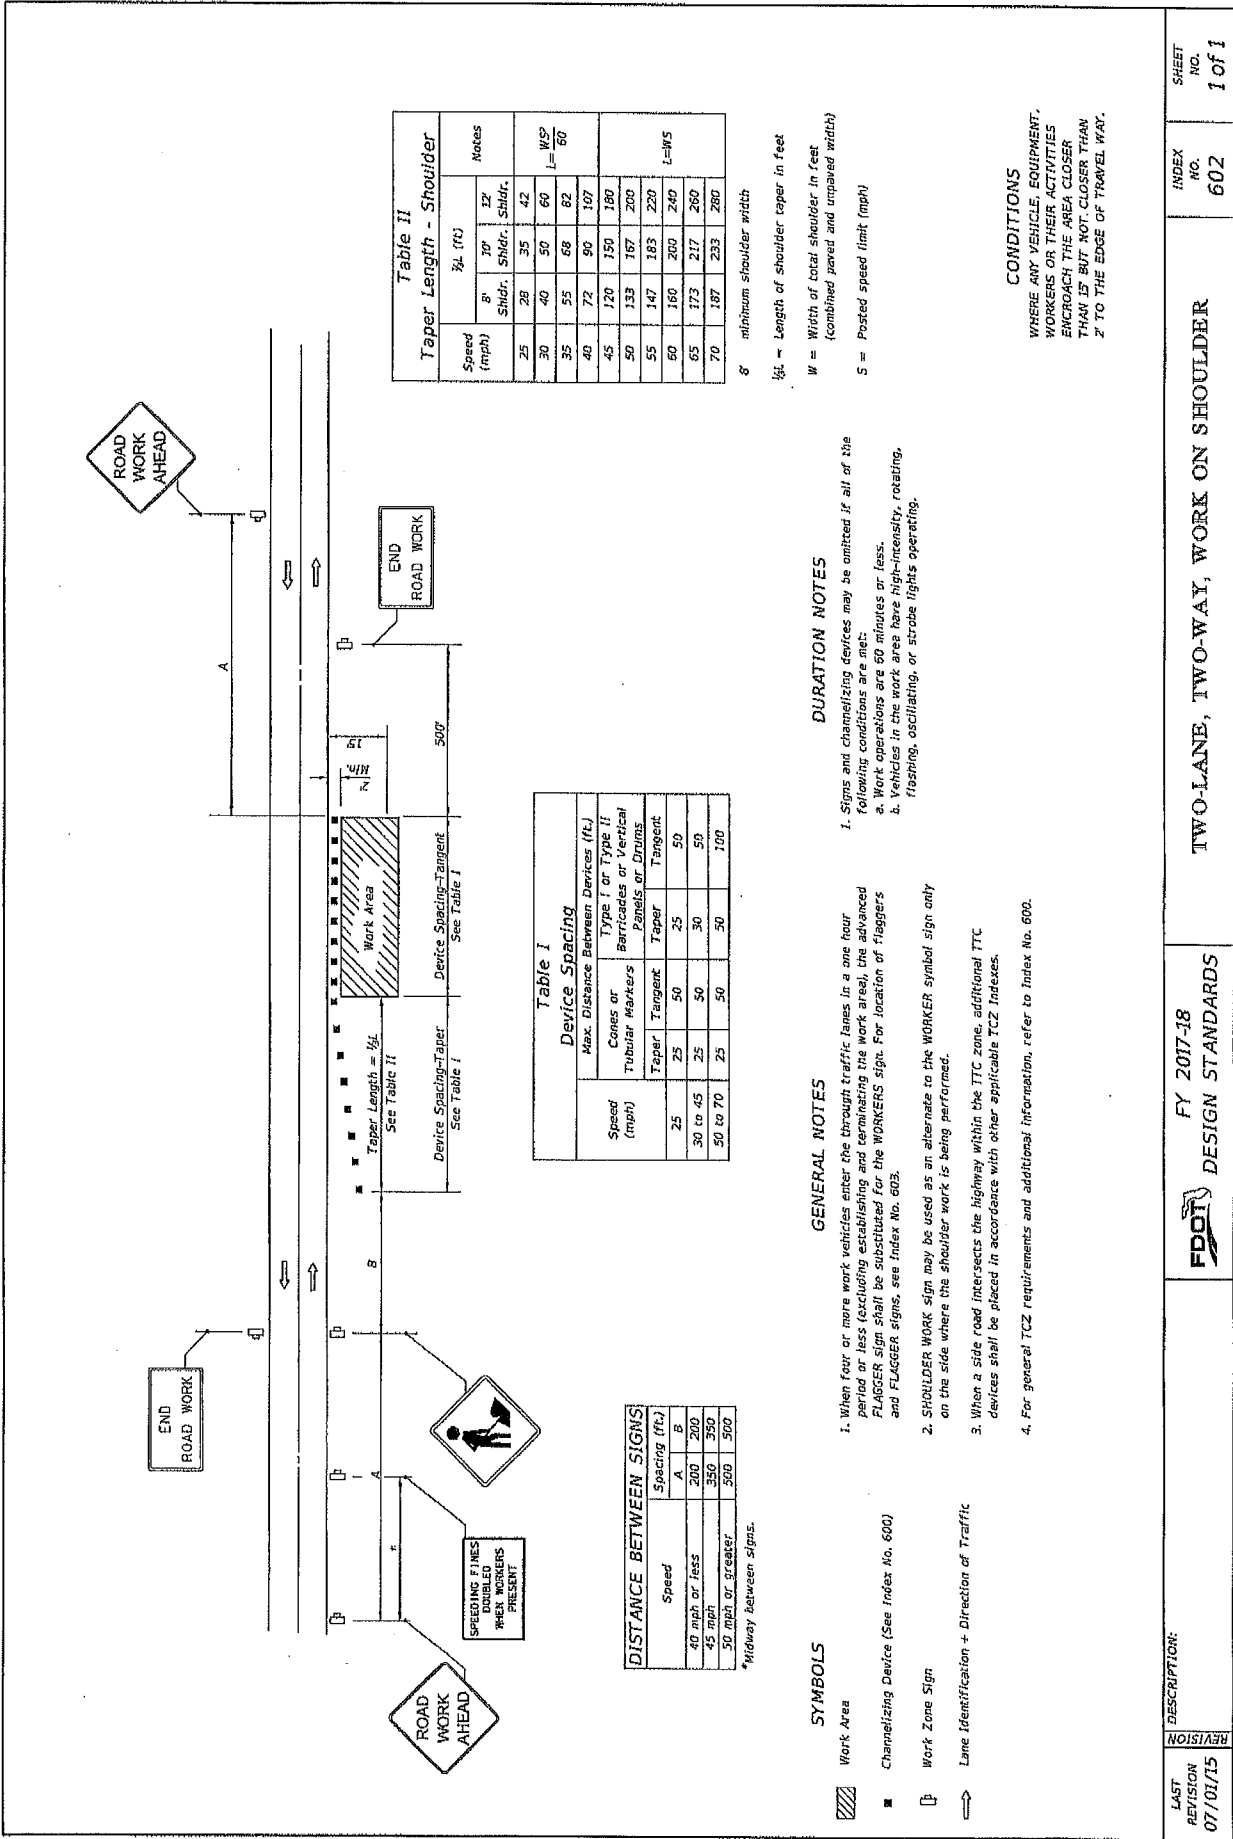 END
ROAD WORK
ROAD
WORK
AHEAD
A
15'
2'
Min.
Work Area
Taper Length = ⅓L
See Table II
B
A
*
ROAD
WORK
AHEAD
SPEEDING FINES
DOUBLED
WHEN WORKERS
PRESENT
Device Spacing-Taper
See Table I
Device Spacing-Tangent
See Table I
500'
END
ROAD WORK
DISTANCE BETWEEN SIGNS
Speed Spacing (ft.)
A B
40 mph or less 200 200
45 mph 350 350
50 mph or greater 500 500
*Midway between signs.
Table I
Device Spacing
Speed
(mph)
Max. Distance Between Devices (ft.)
Cones or
Tubular Markers
Type I or Type II
Barricades or Vertical
Panels or Drums
Taper Tangent Taper Tangent
25 25 50 25 50
30 to 45 25 50 30 50
50 to 70 25 50 50 100
Table II
Taper Length - Shoulder
Speed
(mph)
⅓L (ft) Notes
8'
Shldr.
10'
Shldr.
12'
Shldr.
25 28 35 42
30 40 50 60
35 55 68 82
40 72 90 107
L= WS²
60
45 120 150 180
50 133 167 200
55 147 183 220
60 160 200 240
65 173 217 260
70 187 233 280
L=WS
8' minimum shoulder width
⅓L = Length of shoulder taper in feet
W = Width of total shoulder in feet
(combined paved and unpaved width)
S = Posted speed limit (mph)
SYMBOLS
Work Area
Channelizing Device (See Index No. 600)
Work Zone Sign
Lane Identification + Direction of Traffic
GENERAL NOTES
1. When four or more work vehicles enter the through traffic lanes in a one hour
period or less (excluding establishing and terminating the work area), the advanced
FLAGGER sign shall be substituted for the WORKERS sign. For location of flaggers
and FLAGGER signs, see Index No. 603.
2. SHOULDER WORK sign may be used as an alternate to the WORKER symbol sign only
on the side where the shoulder work is being performed.
3. When a side road intersects the highway within the TTC zone, additional TTC
devices shall be placed in accordance with other applicable TCZ Indexes.
4. For general TCZ requirements and additional information, refer to Index No. 600.
DURATION NOTES
1. Signs and channelizing devices may be omitted if all of the
following conditions are met:
a. Work operations are 60 minutes or less.
b. Vehicles in the work area have high-intensity, rotating,
flashing, oscillating, or strobe lights operating.
CONDITIONS
WHERE ANY VEHICLE, EQUIPMENT,
WORKERS OR THEIR ACTIVITIES
ENCROACH THE AREA CLOSER
THAN 15' BUT NOT CLOSER THAN
2' TO THE EDGE OF TRAVEL WAY.
LAST
REVISION
07/01/15
REVISION
DESCRIPTION:
FDOT
FY 2017-18
DESIGN STANDARDS
TWO-LANE, TWO-WAY, WORK ON SHOULDER
INDEX
NO.
602
SHEET
NO.
1 of 1